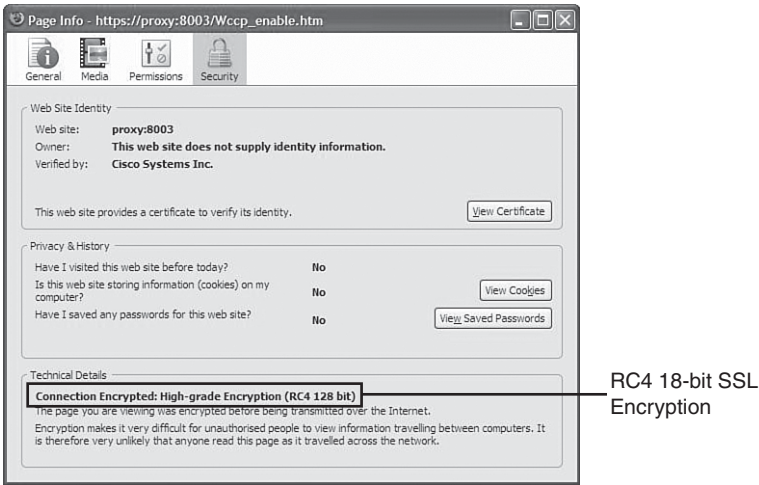 Page Info - https://proxy:8003/Wccp_enable.htm
General Media Permissions Security
Web Site Identity
Web site: proxy:8003
Owner: This web site does not supply identity information.
Verified by: Cisco Systems Inc.
This web site provides a certificate to verify its identity.
View Certificate
Privacy & History
Have I visited this web site before today? No
Is this web site storing information (cookies) on my
computer? No
View Cookies
Have I saved any passwords for this web site? No
View Saved Passwords
Technical Details
Connection Encrypted: High-grade Encryption (RC4 128 bit)
The page you are viewing was encrypted before being transmitted over the Internet.
Encryption makes it very difficult for unauthorised people to view information travelling between computers. It
is therefore very unlikely that anyone read this page as it travelled across the network.
RC4 18-bit SSL
Encryption